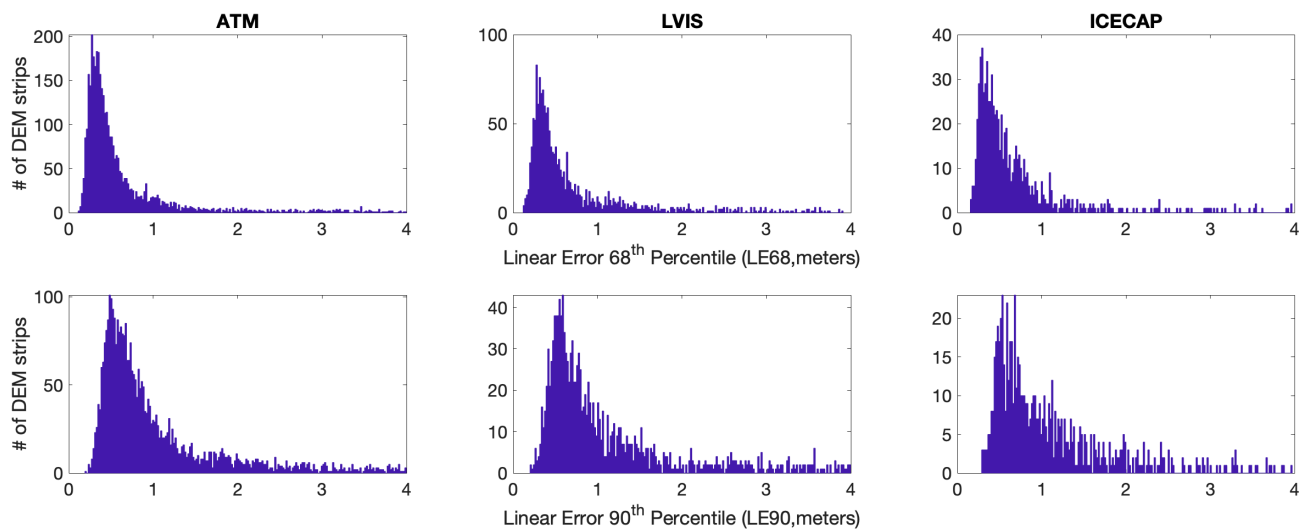 ATM LVIS ICECAP
# of DEM strips
200
150
100
50
0
0 1 2 3 4
100
50
0
0 1 2 3 4
40
30
20
10
0
0 1 2 3 4
Linear Error 68th Percentile (LE68,meters)
# of DEM strips
100
50
0
0 1 2 3 4
40
30
20
10
0
0 1 2 3 4
20
15
10
5
0
0 1 2 3 4
Linear Error 90th Percentile (LE90,meters)